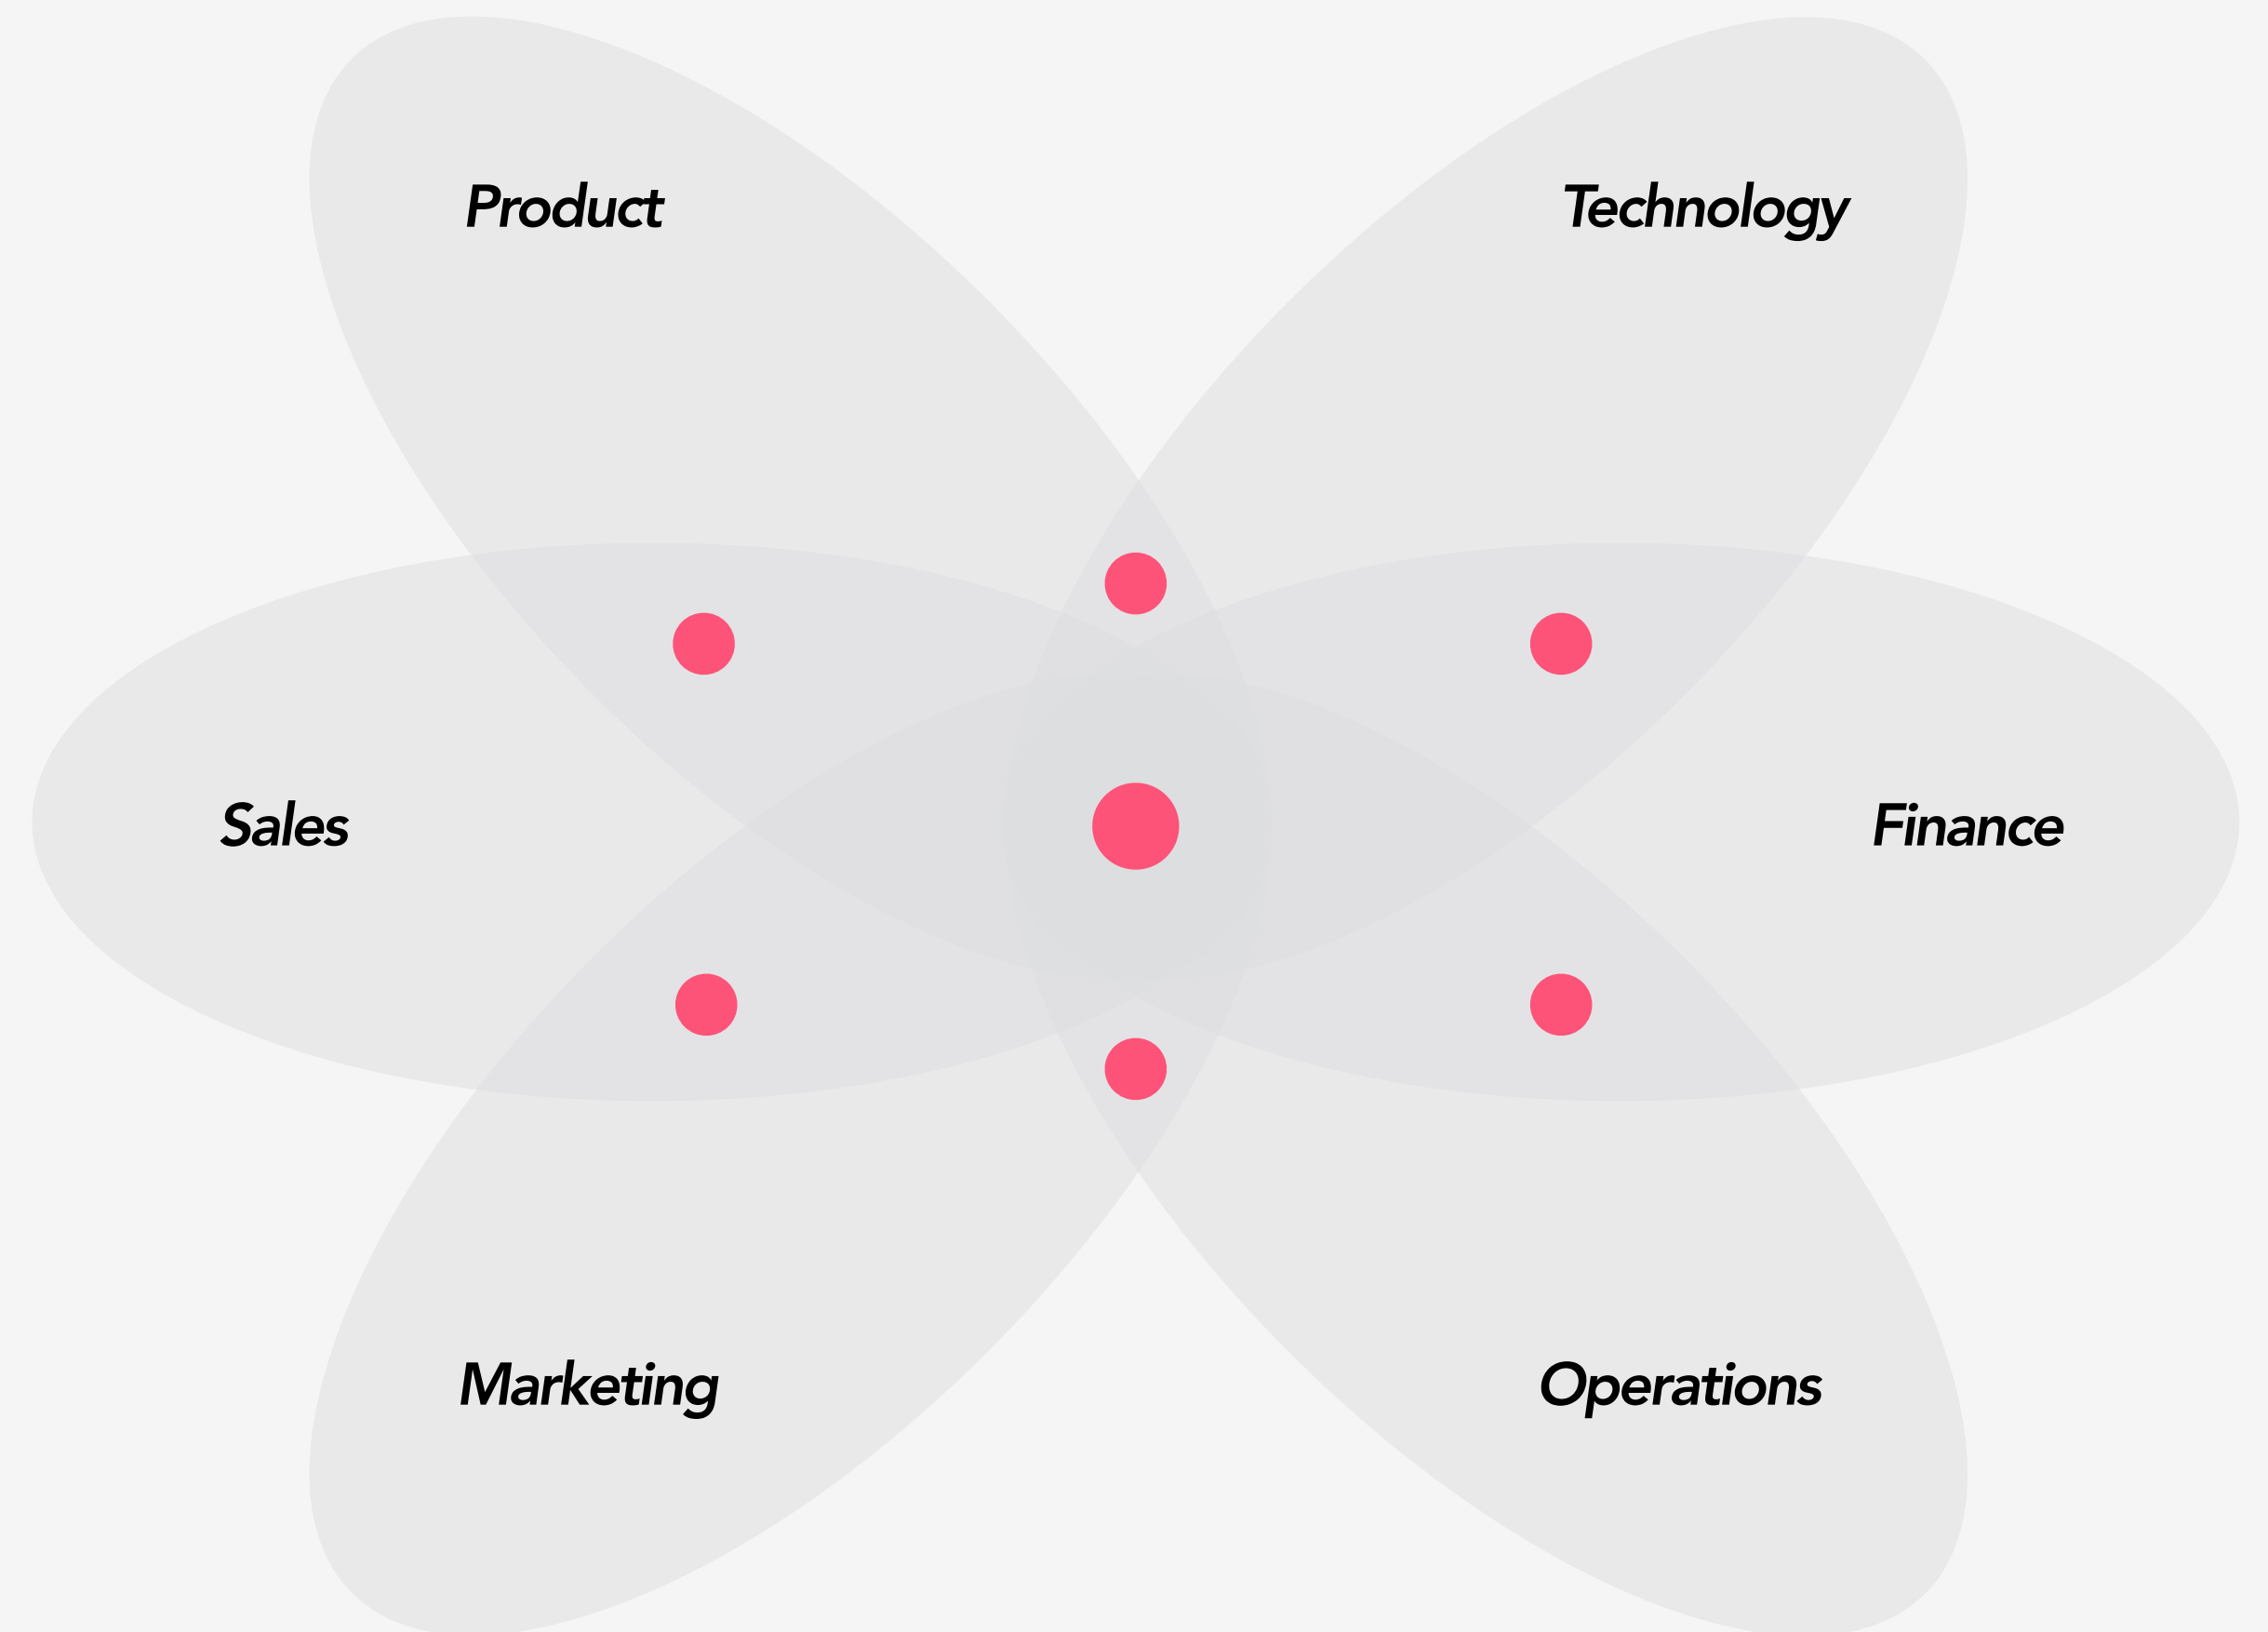 Product
Technology
Sales
Finance
Marketing
Operations